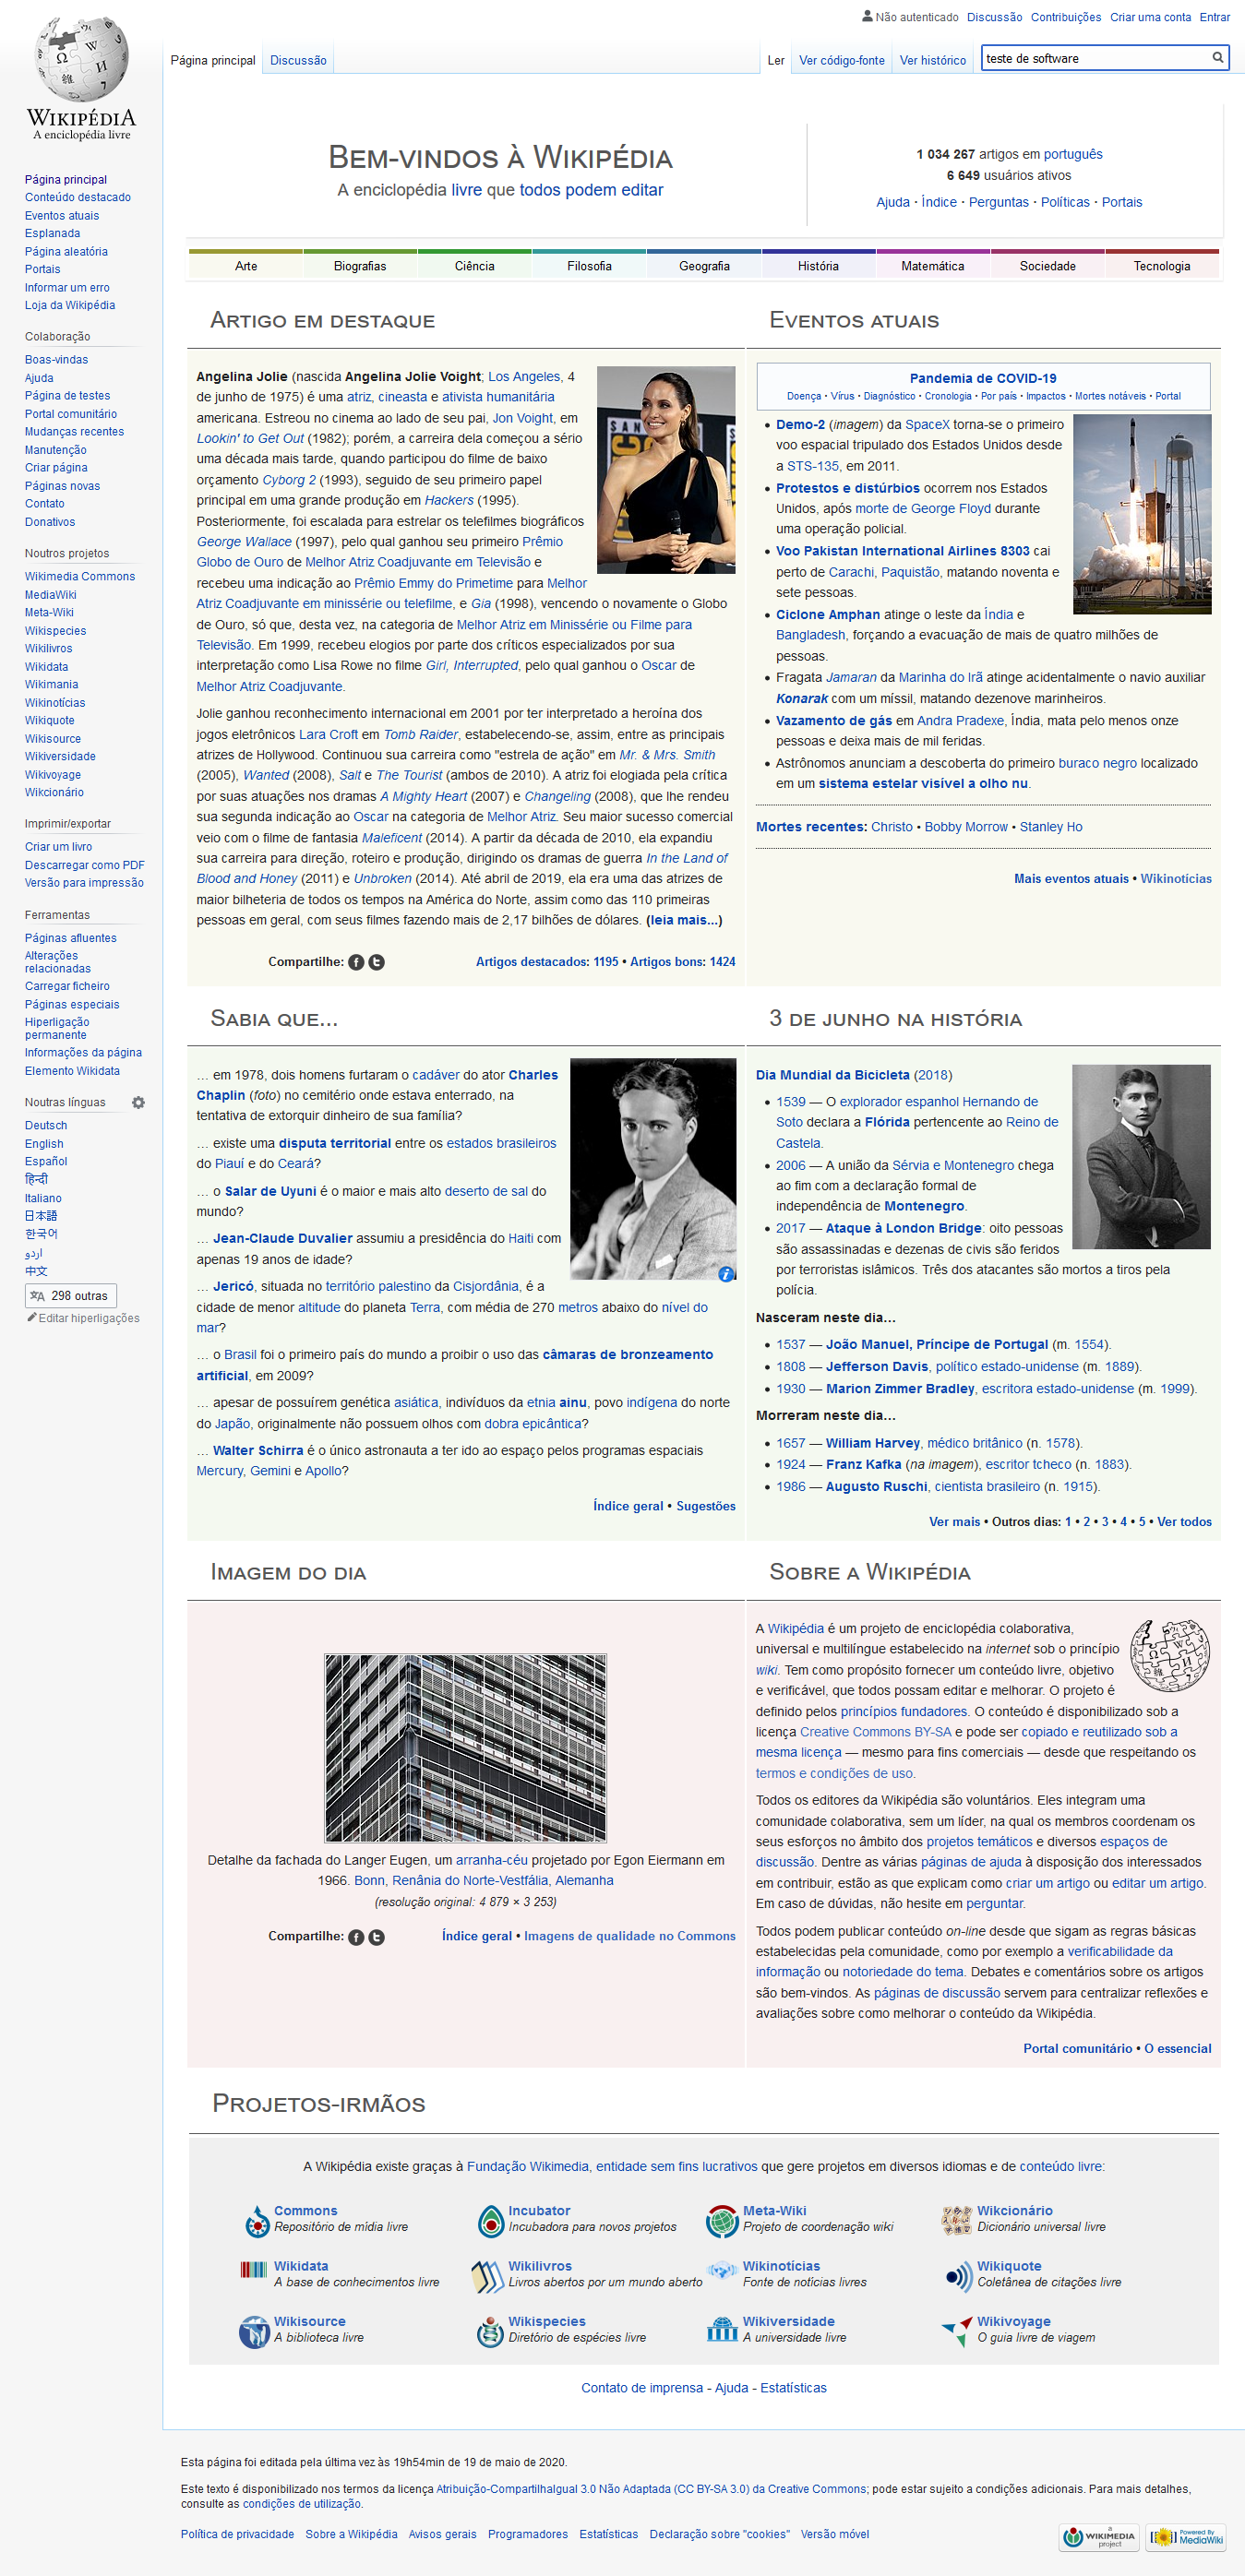 Não autenticado Discussão Contribuições Criar uma conta Entrar
Página principal Discussão
Ler Ver código-fonte Ver histórico
teste de software
WIKIPÉDIA
A enciclopédia livre
Página principal
Conteúdo destacado
Eventos atuais
Esplanada
Página aleatória
Portais
Informar um erro
Loja da Wikipédia
Colaboração
Boas-vindas
Ajuda
Página de testes
Portal comunitário
Mudanças recentes
Manutenção
Criar página
Páginas novas
Contato
Donativos
Noutros projetos
Wikimedia Commons
MediaWiki
Meta-Wiki
Wikispecies
Wikilivros
Wikidata
Wikimania
Wikinotícias
Wikiquote
Wikisource
Wikiversidade
Wikivoyage
Wikcionário
Imprimir/exportar
Criar um livro
Descarregar como PDF
Versão para impressão
Ferramentas
Páginas afluentes
Alterações
relacionadas
Carregar ficheiro
Páginas especiais
Hiperligação
permanente
Informações da página
Elemento Wikidata
Noutras línguas
Deutsch
English
Español
हिन्दी
Italiano
日本語
한국어
اردو
中文
298 outras
Editar hiperligações
Bem-vindos à Wikipédia
A enciclopédia livre que todos podem editar
1 034 267 artigos em português
6 649 usuários ativos
Ajuda · Índice · Perguntas · Políticas · Portais
Arte Biografias Ciência Filosofia Geografia História Matemática Sociedade Tecnologia
Artigo em destaque
Angelina Jolie (nascida Angelina Jolie Voight; Los Angeles, 4
de junho de 1975) é uma atriz, cineasta e ativista humanitária
americana. Estreou no cinema ao lado de seu pai, Jon Voight, em
Lookin' to Get Out (1982); porém, a carreira dela começou a sério
uma década mais tarde, quando participou do filme de baixo
orçamento Cyborg 2 (1993), seguido de seu primeiro papel
principal em uma grande produção em Hackers (1995).
Posteriormente, foi escalada para estrelar os telefilmes biográficos
George Wallace (1997), pelo qual ganhou seu primeiro Prêmio
Globo de Ouro de Melhor Atriz Coadjuvante em Televisão e
recebeu uma indicação ao Prêmio Emmy do Primetime para Melhor
Atriz Coadjuvante em minissérie ou telefilme, e Gia (1998), vencendo o novamente o Globo
de Ouro, só que, desta vez, na categoria de Melhor Atriz em Minissérie ou Filme para
Televisão. Em 1999, recebeu elogios por parte dos críticos especializados por sua
interpretação como Lisa Rowe no filme Girl, Interrupted, pelo qual ganhou o Oscar de
Melhor Atriz Coadjuvante.
Jolie ganhou reconhecimento internacional em 2001 por ter interpretado a heroína dos
jogos eletrônicos Lara Croft em Tomb Raider, estabelecendo-se, assim, entre as principais
atrizes de Hollywood. Continuou sua carreira como "estrela de ação" em Mr. & Mrs. Smith
(2005), Wanted (2008), Salt e The Tourist (ambos de 2010). A atriz foi elogiada pela crítica
por suas atuações nos dramas A Mighty Heart (2007) e Changeling (2008), que lhe rendeu
sua segunda indicação ao Oscar na categoria de Melhor Atriz. Seu maior sucesso comercial
veio com o filme de fantasia Maleficent (2014). A partir da década de 2010, ela expandiu
sua carreira para direção, roteiro e produção, dirigindo os dramas de guerra In the Land of
Blood and Honey (2011) e Unbroken (2014). Até abril de 2019, ela era uma das atrizes de
maior bilheteria de todos os tempos na América do Norte, assim como das 110 primeiras
pessoas em geral, com seus filmes fazendo mais de 2,17 bilhões de dólares. (leia mais...)
Compartilhe: Artigos destacados: 1195 • Artigos bons: 1424
Eventos atuais
Pandemia de COVID-19
Doença · Vírus · Diagnóstico · Cronologia · Por país · Impactos · Mortes notáveis · Portal
Demo-2 (imagem) da SpaceX torna-se o primeiro
voo espacial tripulado dos Estados Unidos desde
a STS-135, em 2011.
Protestos e distúrbios ocorrem nos Estados
Unidos, após morte de George Floyd durante
uma operação policial.
Voo Pakistan International Airlines 8303 cai
perto de Carachi, Paquistão, matando noventa e
sete pessoas.
Ciclone Amphan atinge o leste da Índia e
Bangladesh, forçando a evacuação de mais de quatro milhões de
pessoas.
Fragata Jamaran da Marinha do Irã atinge acidentalmente o navio auxiliar
Konarak com um míssil, matando dezenove marinheiros.
Vazamento de gás em Andra Pradexe, Índia, mata pelo menos onze
pessoas e deixa mais de mil feridas.
Astrônomos anunciam a descoberta do primeiro buraco negro localizado
em um sistema estelar visível a olho nu.
Mortes recentes: Christo • Bobby Morrow • Stanley Ho
Mais eventos atuais • Wikinotícias
Sabia que...
... em 1978, dois homens furtaram o cadáver do ator Charles
Chaplin (foto) no cemitério onde estava enterrado, na
tentativa de extorquir dinheiro de sua família?
... existe uma disputa territorial entre os estados brasileiros
do Piauí e do Ceará?
... o Salar de Uyuni é o maior e mais alto deserto de sal do
mundo?
... Jean-Claude Duvalier assumiu a presidência do Haiti com
apenas 19 anos de idade?
... Jericó, situada no território palestino da Cisjordânia, é a
cidade de menor altitude do planeta Terra, com média de 270 metros abaixo do nível do
mar?
... o Brasil foi o primeiro país do mundo a proibir o uso das câmaras de bronzeamento
artificial, em 2009?
... apesar de possuírem genética asiática, indivíduos da etnia ainu, povo indígena do norte
do Japão, originalmente não possuem olhos com dobra epicântica?
... Walter Schirra é o único astronauta a ter ido ao espaço pelos programas espaciais
Mercury, Gemini e Apollo?
Índice geral • Sugestões
3 de junho na história
Dia Mundial da Bicicleta (2018)
1539 — O explorador espanhol Hernando de
Soto declara a Flórida pertencente ao Reino de
Castela.
2006 — A união da Sérvia e Montenegro chega
ao fim com a declaração formal de
independência de Montenegro.
2017 — Ataque à London Bridge: oito pessoas
são assassinadas e dezenas de civis são feridos
por terroristas islâmicos. Três dos atacantes são mortos a tiros pela
polícia.
Nasceram neste dia...
1537 — João Manuel, Príncipe de Portugal (m. 1554).
1808 — Jefferson Davis, político estado-unidense (m. 1889).
1930 — Marion Zimmer Bradley, escritora estado-unidense (m. 1999).
Morreram neste dia...
1657 — William Harvey, médico britânico (n. 1578).
1924 — Franz Kafka (na imagem), escritor tcheco (n. 1883).
1986 — Augusto Ruschi, cientista brasileiro (n. 1915).
Ver mais • Outros dias: 1 • 2 • 3 • 4 • 5 • Ver todos
Imagem do dia
Detalhe da fachada do Langer Eugen, um arranha-céu projetado por Egon Eiermann em
1966. Bonn, Renânia do Norte-Vestfália, Alemanha
(resolução original: 4 879 × 3 253)
Compartilhe: Índice geral • Imagens de qualidade no Commons
Sobre a Wikipédia
A Wikipédia é um projeto de enciclopédia colaborativa,
universal e multilíngue estabelecido na internet sob o princípio
wiki. Tem como propósito fornecer um conteúdo livre, objetivo
e verificável, que todos possam editar e melhorar. O projeto é
definido pelos princípios fundadores. O conteúdo é disponibilizado sob a
licença Creative Commons BY-SA e pode ser copiado e reutilizado sob a
mesma licença — mesmo para fins comerciais — desde que respeitando os
termos e condições de uso.
Todos os editores da Wikipédia são voluntários. Eles integram uma
comunidade colaborativa, sem um líder, na qual os membros coordenam os
seus esforços no âmbito dos projetos temáticos e diversos espaços de
discussão. Dentre as várias páginas de ajuda à disposição dos interessados
em contribuir, estão as que explicam como criar um artigo ou editar um artigo.
Em caso de dúvidas, não hesite em perguntar.
Todos podem publicar conteúdo on-line desde que sigam as regras básicas
estabelecidas pela comunidade, como por exemplo a verificabilidade da
informação ou notoriedade do tema. Debates e comentários sobre os artigos
são bem-vindos. As páginas de discussão servem para centralizar reflexões e
avaliações sobre como melhorar o conteúdo da Wikipédia.
Portal comunitário • O essencial
Projetos-irmãos
A Wikipédia existe graças à Fundação Wikimedia, entidade sem fins lucrativos que gere projetos em diversos idiomas e de conteúdo livre:
Commons
Repositório de mídia livre
Incubator
Incubadora para novos projetos
Meta-Wiki
Projeto de coordenação wiki
Wikcionário
Dicionário universal livre
Wikidata
A base de conhecimentos livre
Wikilivros
Livros abertos por um mundo aberto
Wikinotícias
Fonte de notícias livres
Wikiquote
Coletânea de citações livre
Wikisource
A biblioteca livre
Wikispecies
Diretório de espécies livre
Wikiversidade
A universidade livre
Wikivoyage
O guia livre de viagem
Contato de imprensa - Ajuda - Estatísticas
Esta página foi editada pela última vez às 19h54min de 19 de maio de 2020.
Este texto é disponibilizado nos termos da licença Atribuição-CompartilhaIgual 3.0 Não Adaptada (CC BY-SA 3.0) da Creative Commons; pode estar sujeito a condições adicionais. Para mais detalhes,
consulte as condições de utilização.
Política de privacidade Sobre a Wikipédia Avisos gerais Programadores Estatísticas Declaração sobre "cookies" Versão móvel
A WIKIMEDIA project
Powered By MediaWiki